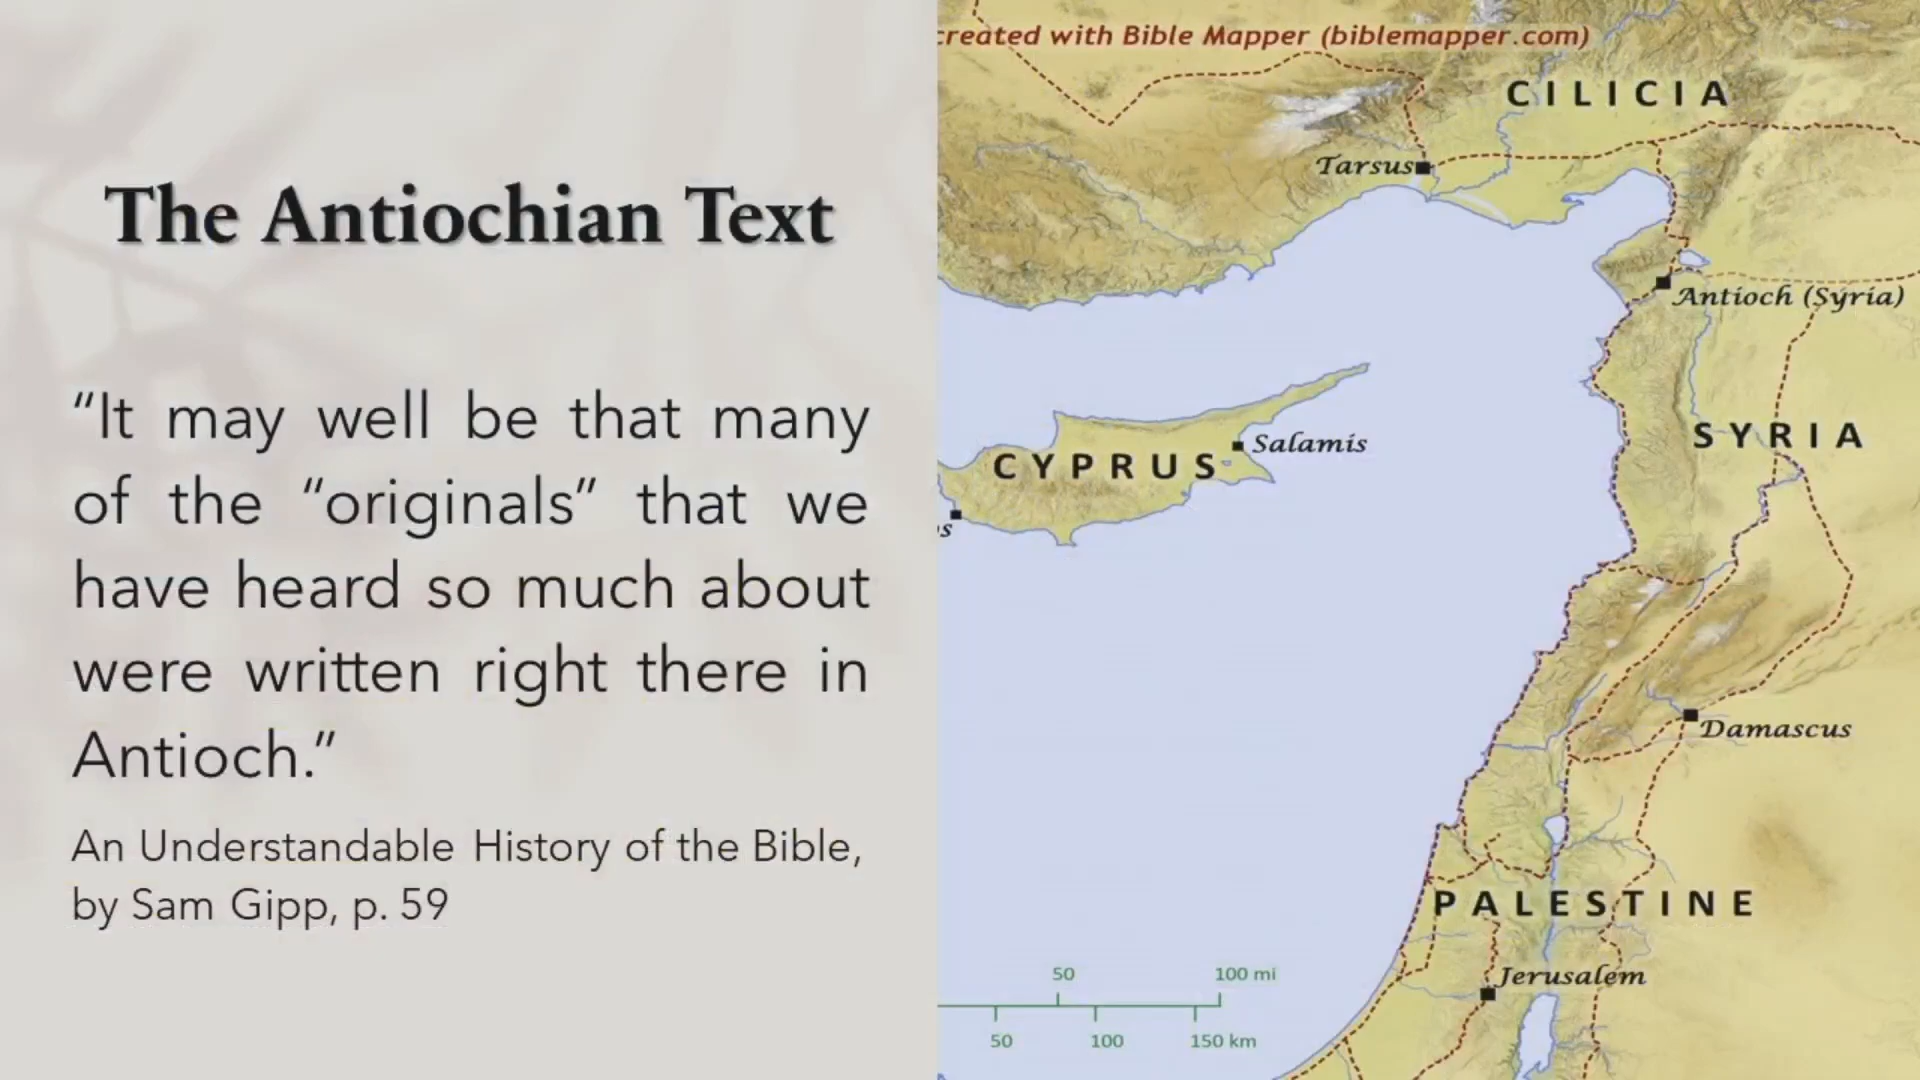 The Antiochian Text
“It may well be that many
of the “originals” that we
have heard so much about
were written right there in
Antioch.”
An Understandable History of the Bible,
by Sam Gipp, p. 59
created with Bible Mapper (biblemapper.com)
CILICIA
Tarsus
Antioch (Syria)
SYRIA
Salamis
CYPRUS
os
Damascus
PALESTINE
Jerusalem
50 100 mi
50 100 150 km